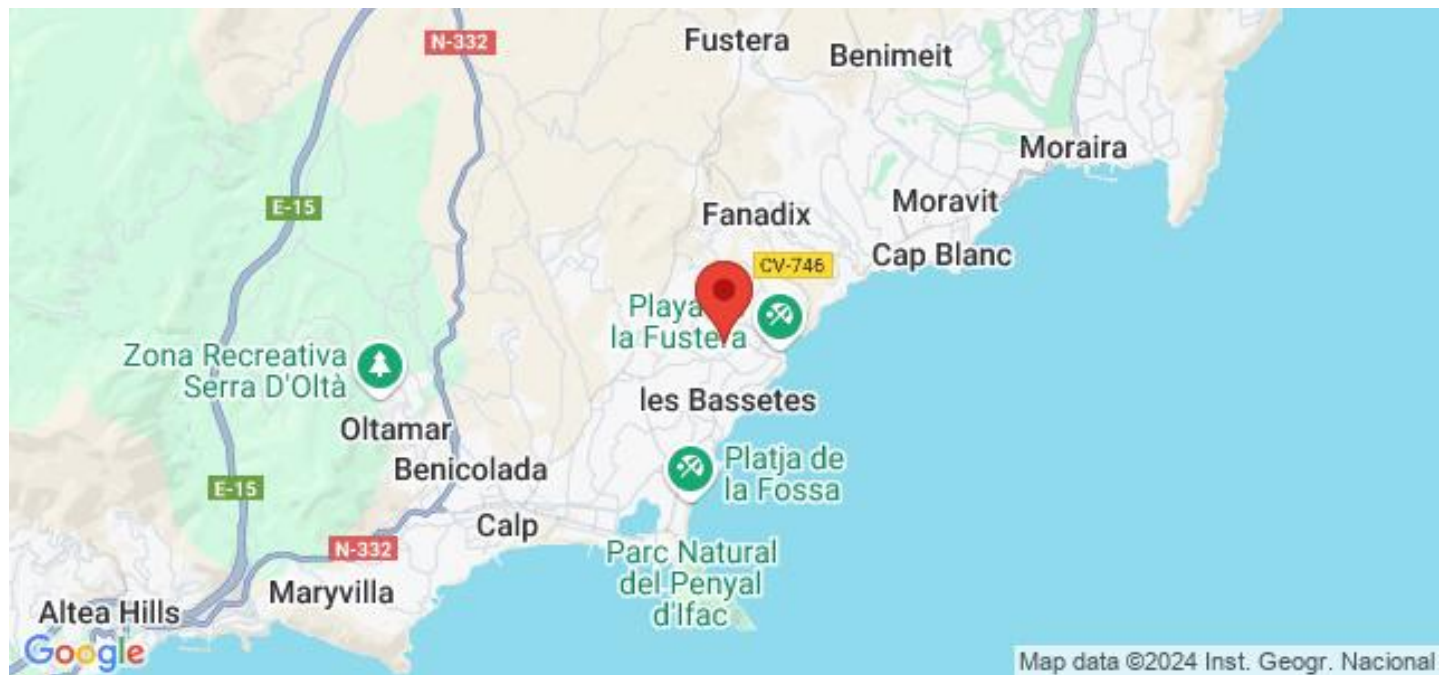 N-332
Fustera
Benimeit
Moraira
E-15
Moravit
Fanadix
Cap Blanc
CV-746
Playa
la Fustera
Zona Recreativa
Serra D'Oltà
les Bassetes
Oltamar
Benicolada
Platja de
la Fossa
E-15
Calp
N-332
Parc Natural
del Penyal
d'Ifac
Maryvilla
Altea Hills
Google
Map data ©2024 Inst. Geogr. Nacional